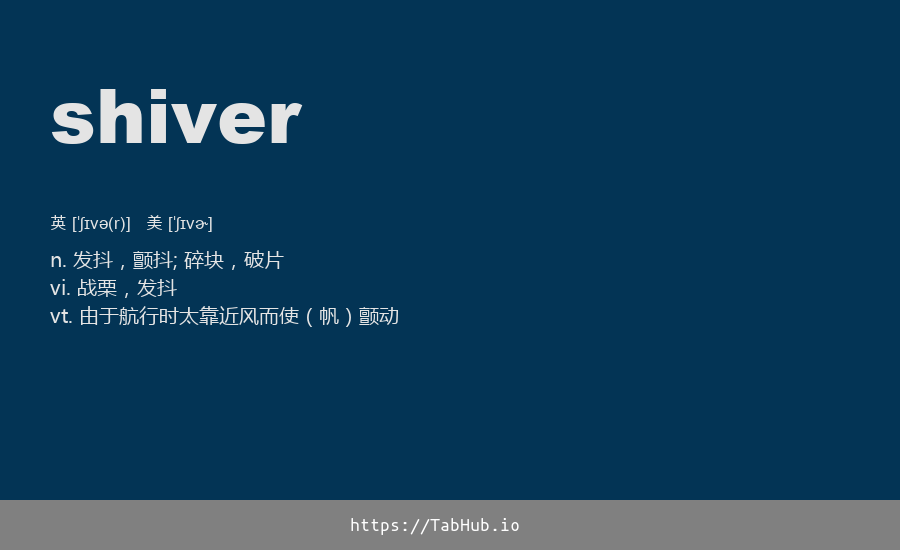 shiver
英 [ˈʃɪvə(r)] 美 [ˈʃɪvɚ]
n. 发抖，颤抖; 碎块，破片
vi. 战栗，发抖
vt. 由于航行时太靠近风而使（帆）颤动
https://TabHub.io